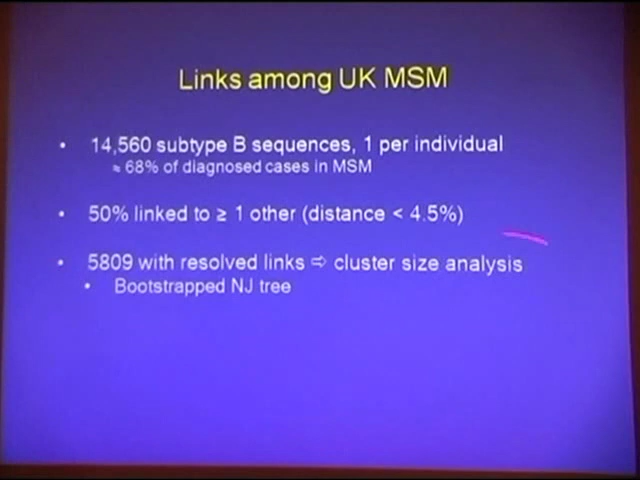 Links among UK MSM
• 14,560 subtype B sequences, 1 per individual
≈ 68% of diagnosed cases in MSM
• 50% linked to ≥ 1 other (distance < 4.5%)
• 5809 with resolved links ⇨ cluster size analysis
• Bootstrapped NJ tree